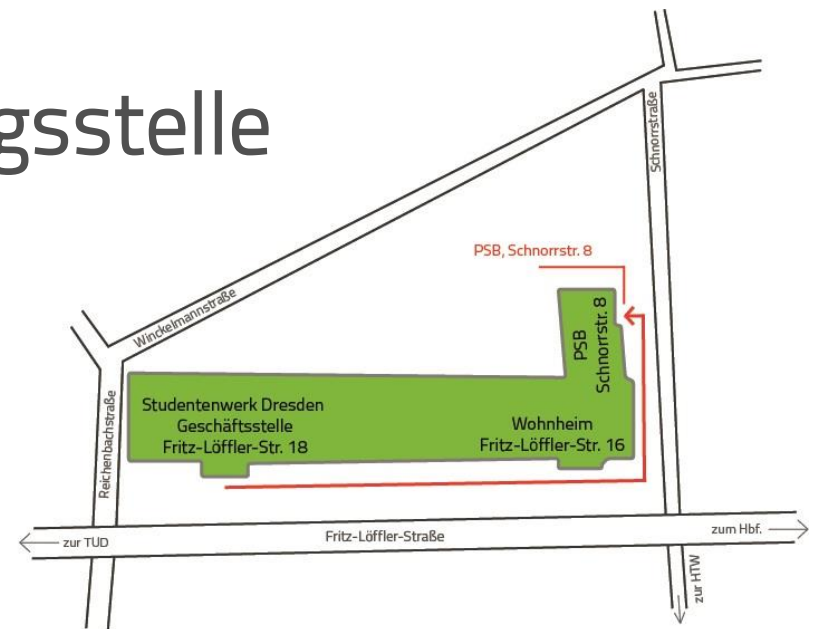 gsstelle
Schnorrstraße
PSB, Schnorrstr. 8
Winckelmannstraße
PSB
Schnorrstr. 8
Studentenwerk Dresden
Geschäftsstelle
Fritz-Löffler-Str. 18
Wohnheim
Fritz-Löffler-Str. 16
Reichenbachstraße
zur TUD
Fritz-Löffler-Straße
zum Hbf.
zur HTW